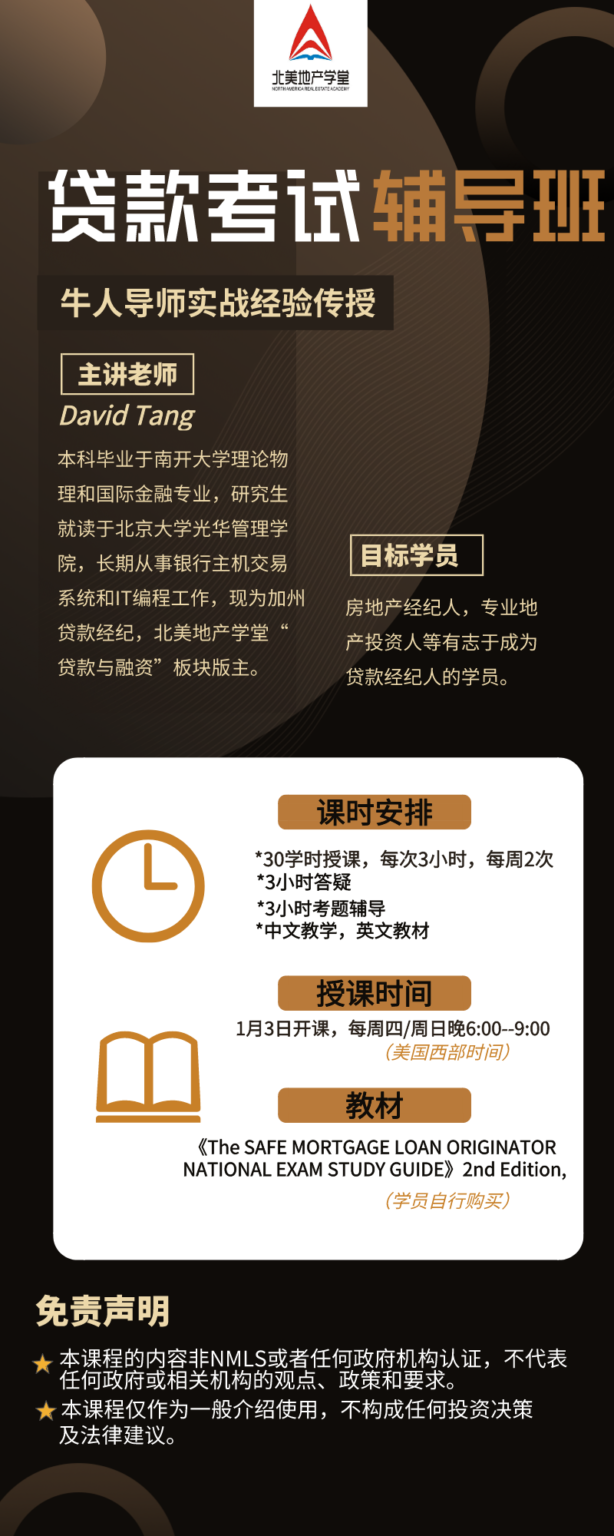 北美地产学堂
NORTH AMERICA REAL ESTATE ACADEMY
贷款考试辅导班
牛人导师实战经验传授
主讲老师
David Tang
本科毕业于南开大学理论物
理和国际金融专业，研究生
就读于北京大学光华管理学
院，长期从事银行主机交易
系统和IT编程工作，现为加州
贷款经纪，北美地产学堂“
贷款与融资”板块版主。
目标学员
房地产经纪人，专业地
产投资人等有志于成为
贷款经纪人的学员。
课时安排
*30学时授课，每次3小时，每周2次
*3小时答疑
*3小时考题辅导
*中文教学，英文教材
授课时间
1月3日开课，每周四/周日晚6:00--9:00
（美国西部时间）
教材
《The SAFE MORTGAGE LOAN ORIGINATOR
NATIONAL EXAM STUDY GUIDE》2nd Edition,
（学员自行购买）
免责声明
本课程的内容非NMLS或者任何政府机构认证，不代表
任何政府或相关机构的观点、政策和要求。
本课程仅作为一般介绍使用，不构成任何投资决策
及法律建议。